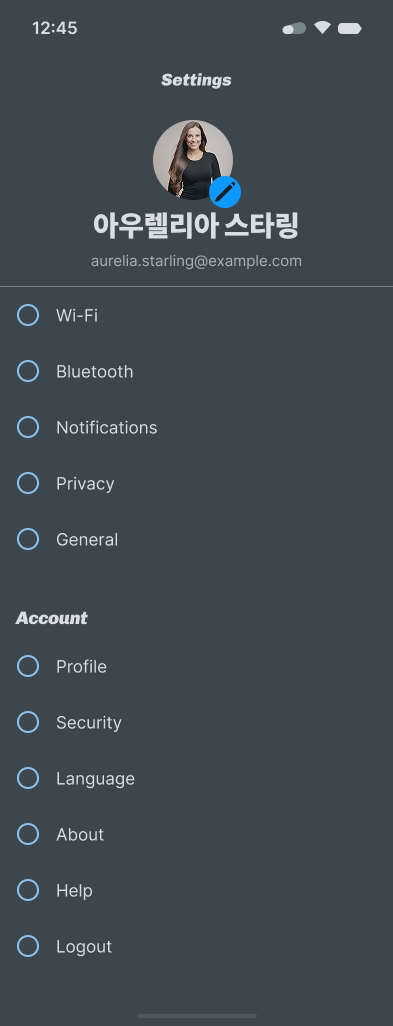 12:45
Settings
아우렐리아 스타링
aurelia.starling@example.com
Wi-Fi
Bluetooth
Notifications
Privacy
General
Account
Profile
Security
Language
About
Help
Logout